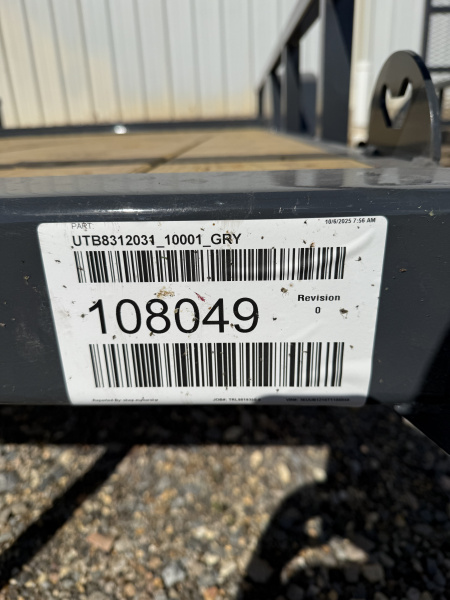 PART:
10/6/2025 7:56 AM
UTB8312031_10001_GRY
108049
Revision
0